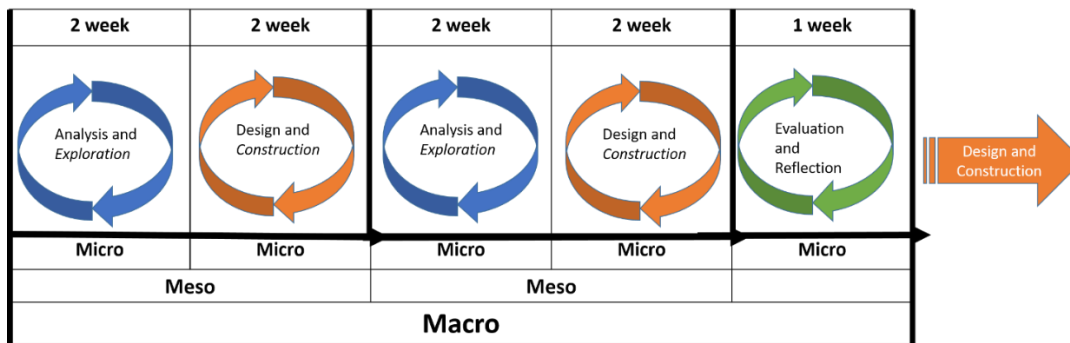 2 week 2 week 2 week 2 week 1 week
Analysis and
Exploration
Design and
Construction
Analysis and
Exploration
Design and
Construction
Evaluation
and
Reflection
Design and
Construction
Micro Micro Micro Micro Micro
Meso Meso
Macro